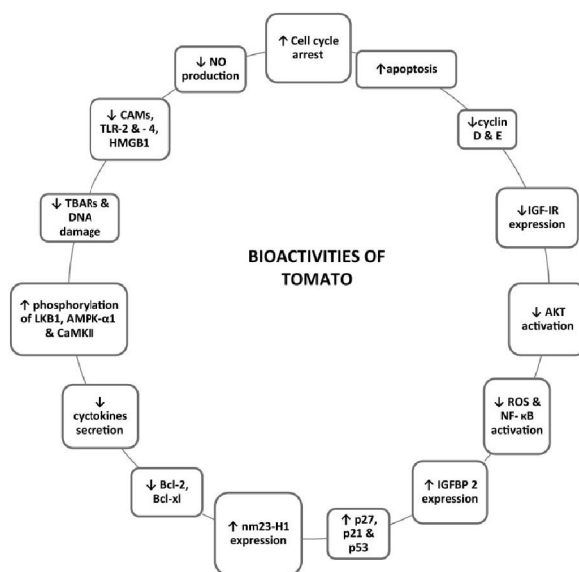 ↑ Cell cycle
arrest
↑apoptosis
↓cyclin
D & E
↓IGF-IR
expression
↓ AKT
activation
↓ ROS &
NF- κB
activation
↑ IGFBP 2
expression
↑ p27,
p21 &
p53
↑ nm23-H1
expression
↓ Bcl-2,
Bcl-xl
↓
cyctokines
secretion
↑ phosphorylation
of LKB1, AMPK-α1
& CaMKII
↓ TBARs &
DNA
damage
↓ CAMs,
TLR-2 & - 4,
HMGB1
↓ NO
production
BIOACTIVITIES OF
TOMATO